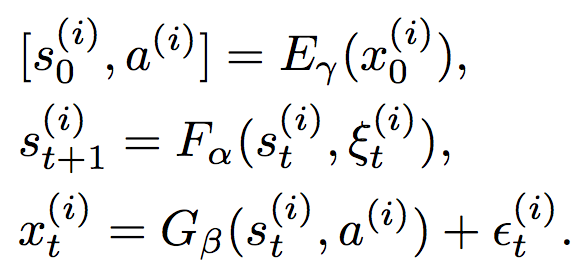 [s_0^{(i)}, a^{(i)}] = E_γ(x_0^{(i)}),
s_{t+1}^{(i)} = F_α(s_t^{(i)}, ξ_t^{(i)}),
x_t^{(i)} = G_β(s_t^{(i)}, a^{(i)}) + ϵ_t^{(i)}.